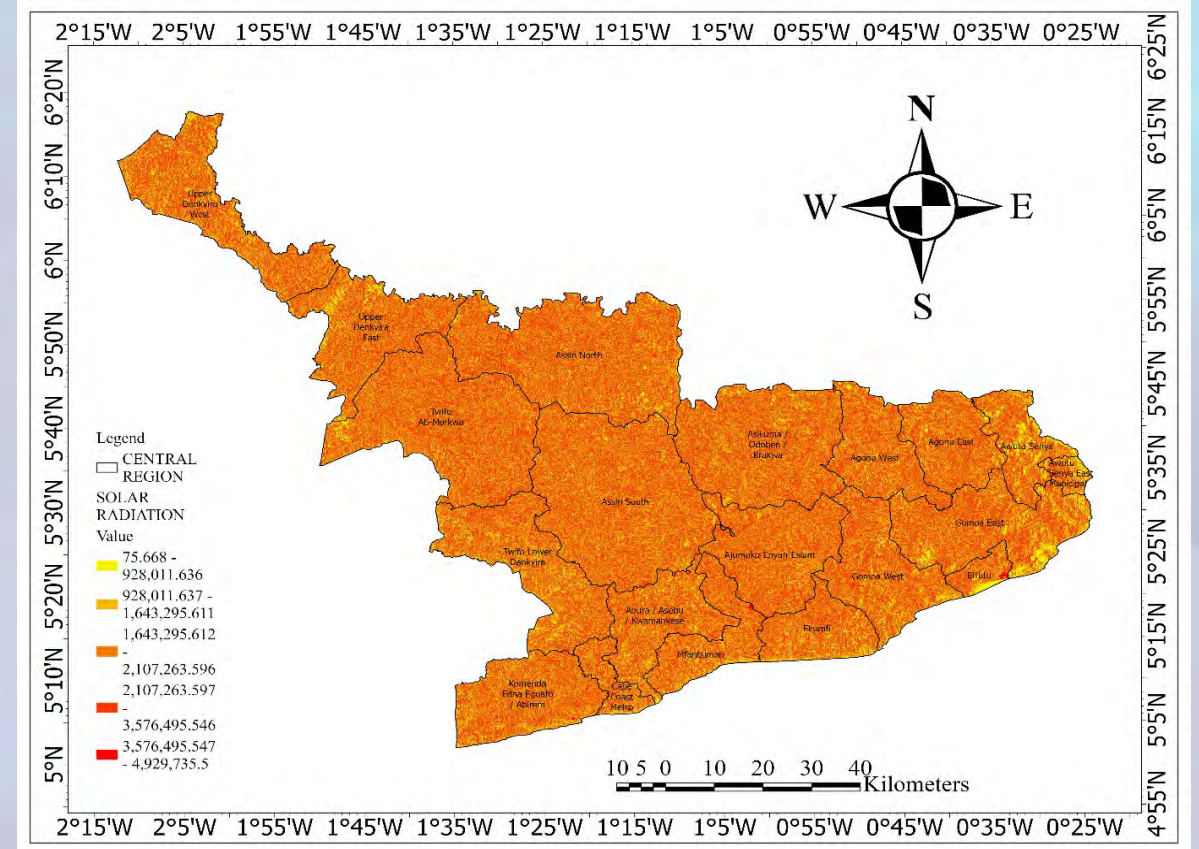 2°15'W 2°5'W 1°55'W 1°45'W 1°35'W 1°25'W 1°15'W 1°5'W 0°55'W 0°45'W 0°35'W 0°25'W
6°20'N
6°10'N
6°N
5°50'N
5°40'N
5°30'N
5°20'N
5°10'N
5°N
6°25'N
6°15'N
6°5'N
5°55'N
5°45'N
5°35'N
5°25'N
5°15'N
5°5'N
4°55'N
N
W E
S
Upper
Denkyira
West
Upper
Denkyira
East
Assin North
Twifo
Ati-Morkwa
Asikuma /
Odoben /
Brakwa
Agona West
Agona East
Awutu Senya
Awutu
Senya East
Municipal
Assin South
Gomoa East
Twifo Lower
Denkyira
Ajumako Enyan Esiam
Gomoa West
Effutu
Abura / Asebu
/ Kwamankese
Ekumfi
Mfantsiman
Komenda
Edna Eguafo
/ Abirem
Cape
Coast
Metro
Legend
CENTRAL
REGION
SOLAR
RADIATION
Value
75.668 -
928,011.636
928,011.637 -
1,643,295.611
1,643,295.612
-
2,107,263.596
2,107,263.597
-
3,576,495.546
3,576,495.547
- 4,929,735.5
10 5 0 10 20 30 40
Kilometers
2°15'W 2°5'W 1°55'W 1°45'W 1°35'W 1°25'W 1°15'W 1°5'W 0°55'W 0°45'W 0°35'W 0°25'W